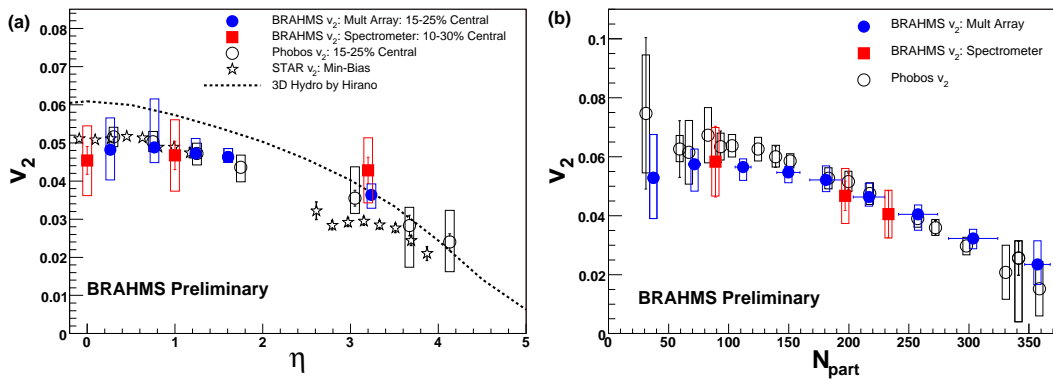 (a)
BRAHMS v2: Mult Array: 15-25% Central
BRAHMS v2: Spectrometer: 10-30% Central
Phobos v2: 15-25% Central
STAR v2: Min-Bias
3D Hydro by Hirano
BRAHMS Preliminary
v2
0.08
0.07
0.06
0.05
0.04
0.03
0.02
0.01
0
0 1 2 3 4 5
η
(b)
BRAHMS v2: Mult Array
BRAHMS v2: Spectrometer
Phobos v2
BRAHMS Preliminary
v2
0.1
0.08
0.06
0.04
0.02
0
0 50 100 150 200 250 300 350
Npart